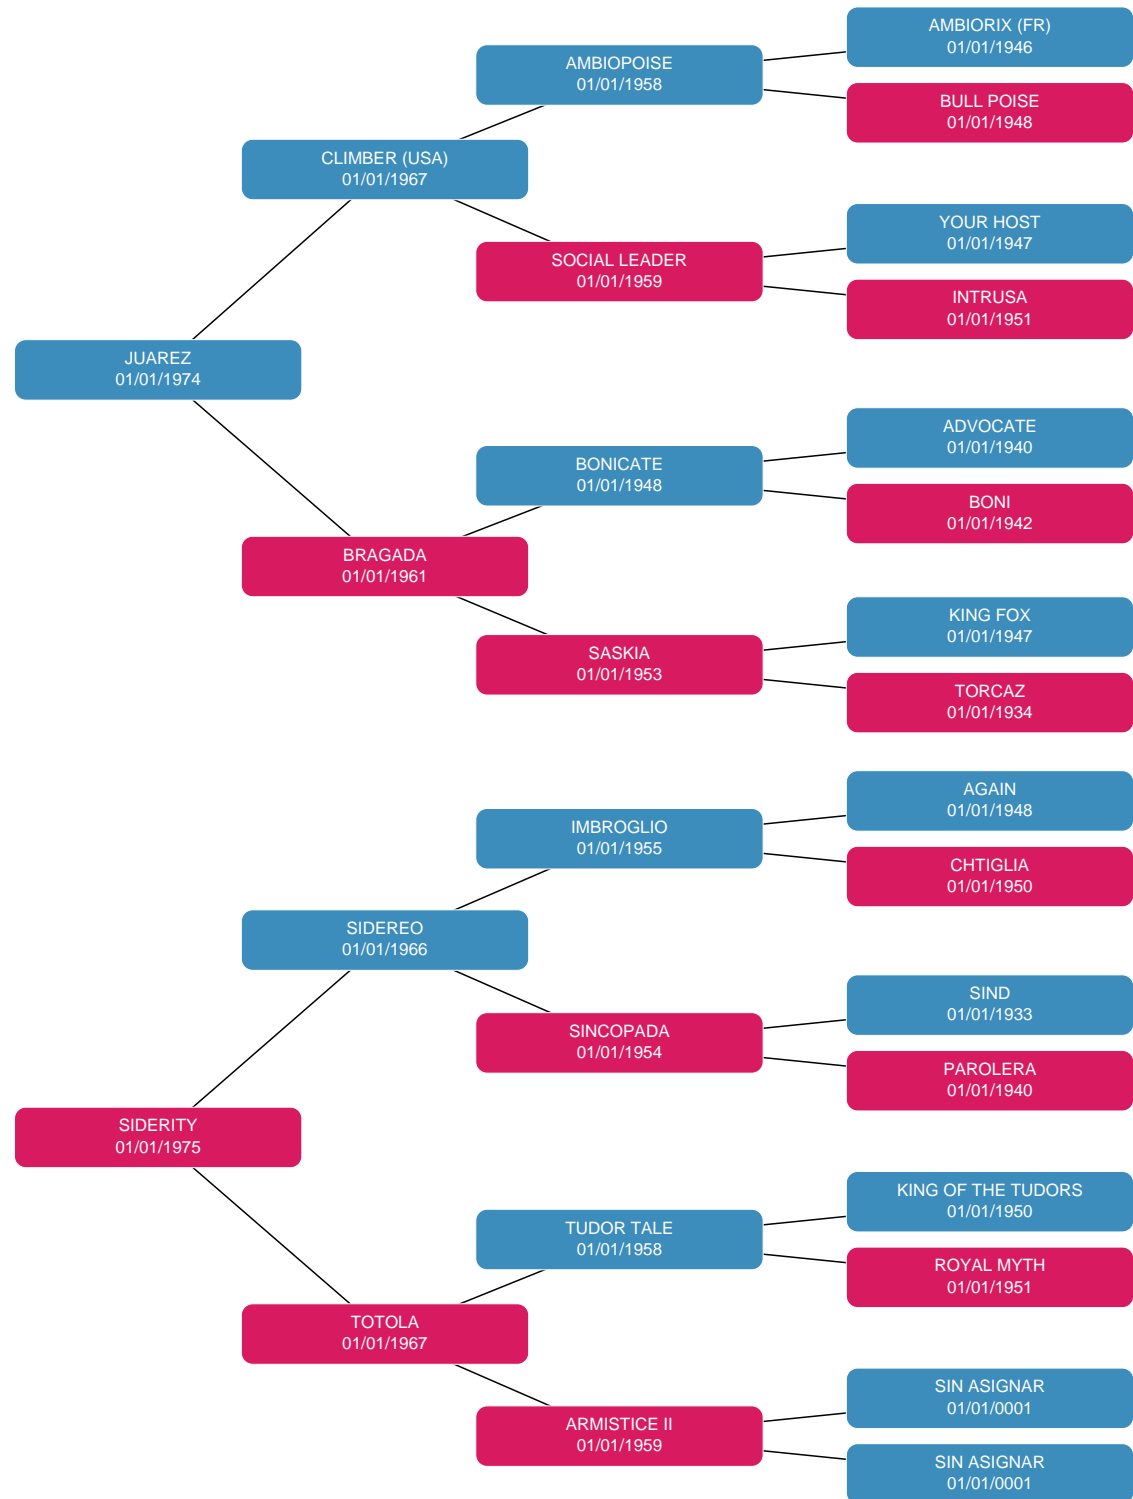 AMBIORIX (FR)
01/01/1946
AMBIOPOISE
01/01/1958
BULL POISE
01/01/1948
CLIMBER (USA)
01/01/1967
YOUR HOST
01/01/1947
SOCIAL LEADER
01/01/1959
INTRUSA
01/01/1951
JUAREZ
01/01/1974
ADVOCATE
01/01/1940
BONICATE
01/01/1948
BONI
01/01/1942
BRAGADA
01/01/1961
KING FOX
01/01/1947
SASKIA
01/01/1953
TORCAZ
01/01/1934
AGAIN
01/01/1948
IMBROGLIO
01/01/1955
CHTIGLIA
01/01/1950
SIDEREO
01/01/1966
SIND
01/01/1933
SINCOPADA
01/01/1954
PAROLERA
01/01/1940
SIDERITY
01/01/1975
KING OF THE TUDORS
01/01/1950
TUDOR TALE
01/01/1958
ROYAL MYTH
01/01/1951
TOTOLA
01/01/1967
SIN ASIGNAR
01/01/0001
ARMISTICE II
01/01/1959
SIN ASIGNAR
01/01/0001